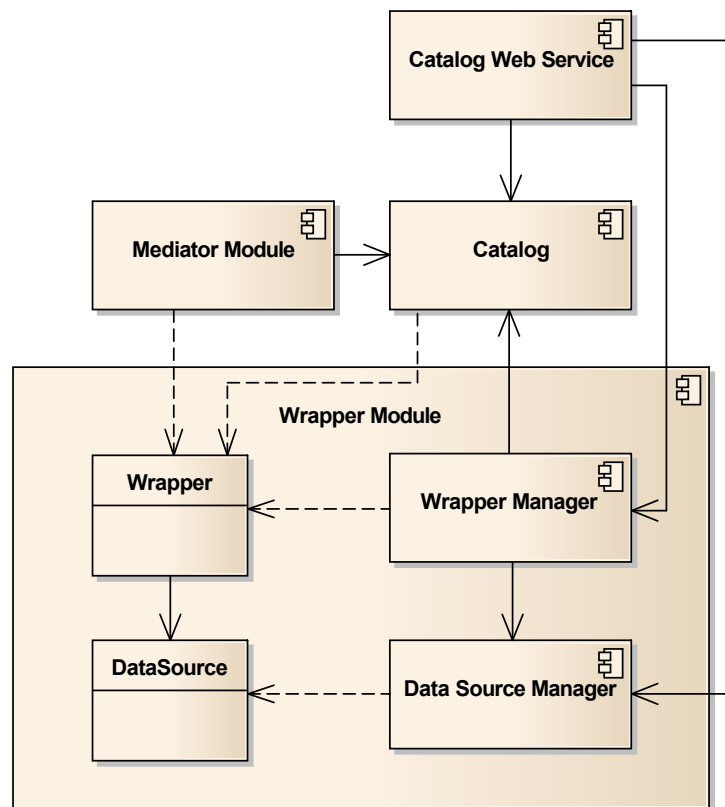 Catalog Web Service
Mediator Module
Catalog
Wrapper Module
Wrapper
Wrapper Manager
DataSource
Data Source Manager